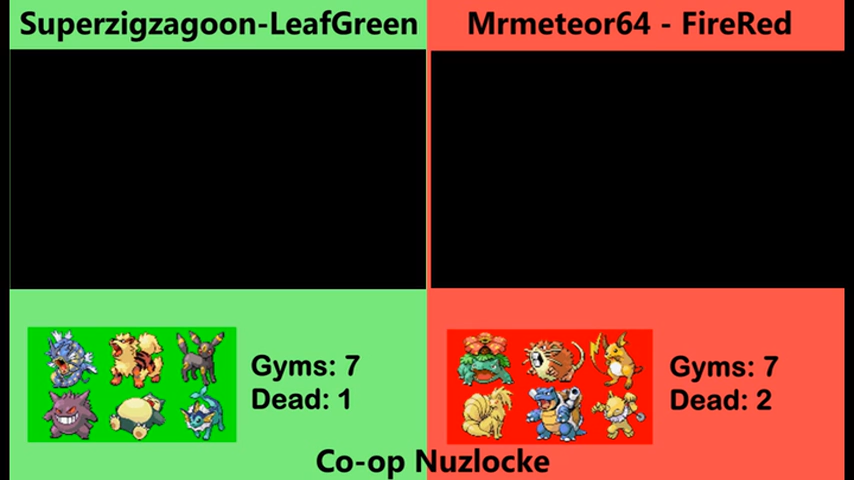 Superzigzagoon-LeafGreen
Mrmeteor64 - FireRed
Gyms: 7
Dead: 1
Gyms: 7
Dead: 2
Co-op Nuzlocke